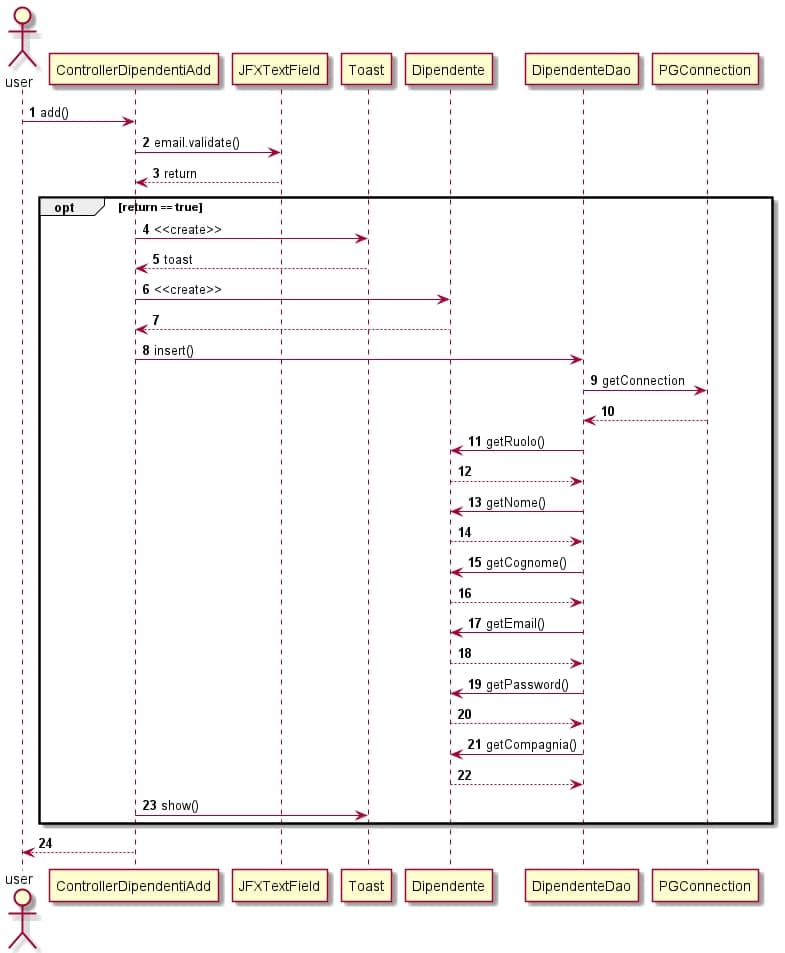 user
ControllerDipendentiAdd
JFXTextField
Toast
Dipendente
DipendenteDao
PGConnection
1 add()
2 email.validate()
3 return
opt [return == true]
4 <<create>>
5 toast
6 <<create>>
7
8 insert()
9 getConnection
10
11 getRuolo()
12
13 getNome()
14
15 getCognome()
16
17 getEmail()
18
19 getPassword()
20
21 getCompagnia()
22
23 show()
24
user
ControllerDipendentiAdd
JFXTextField
Toast
Dipendente
DipendenteDao
PGConnection